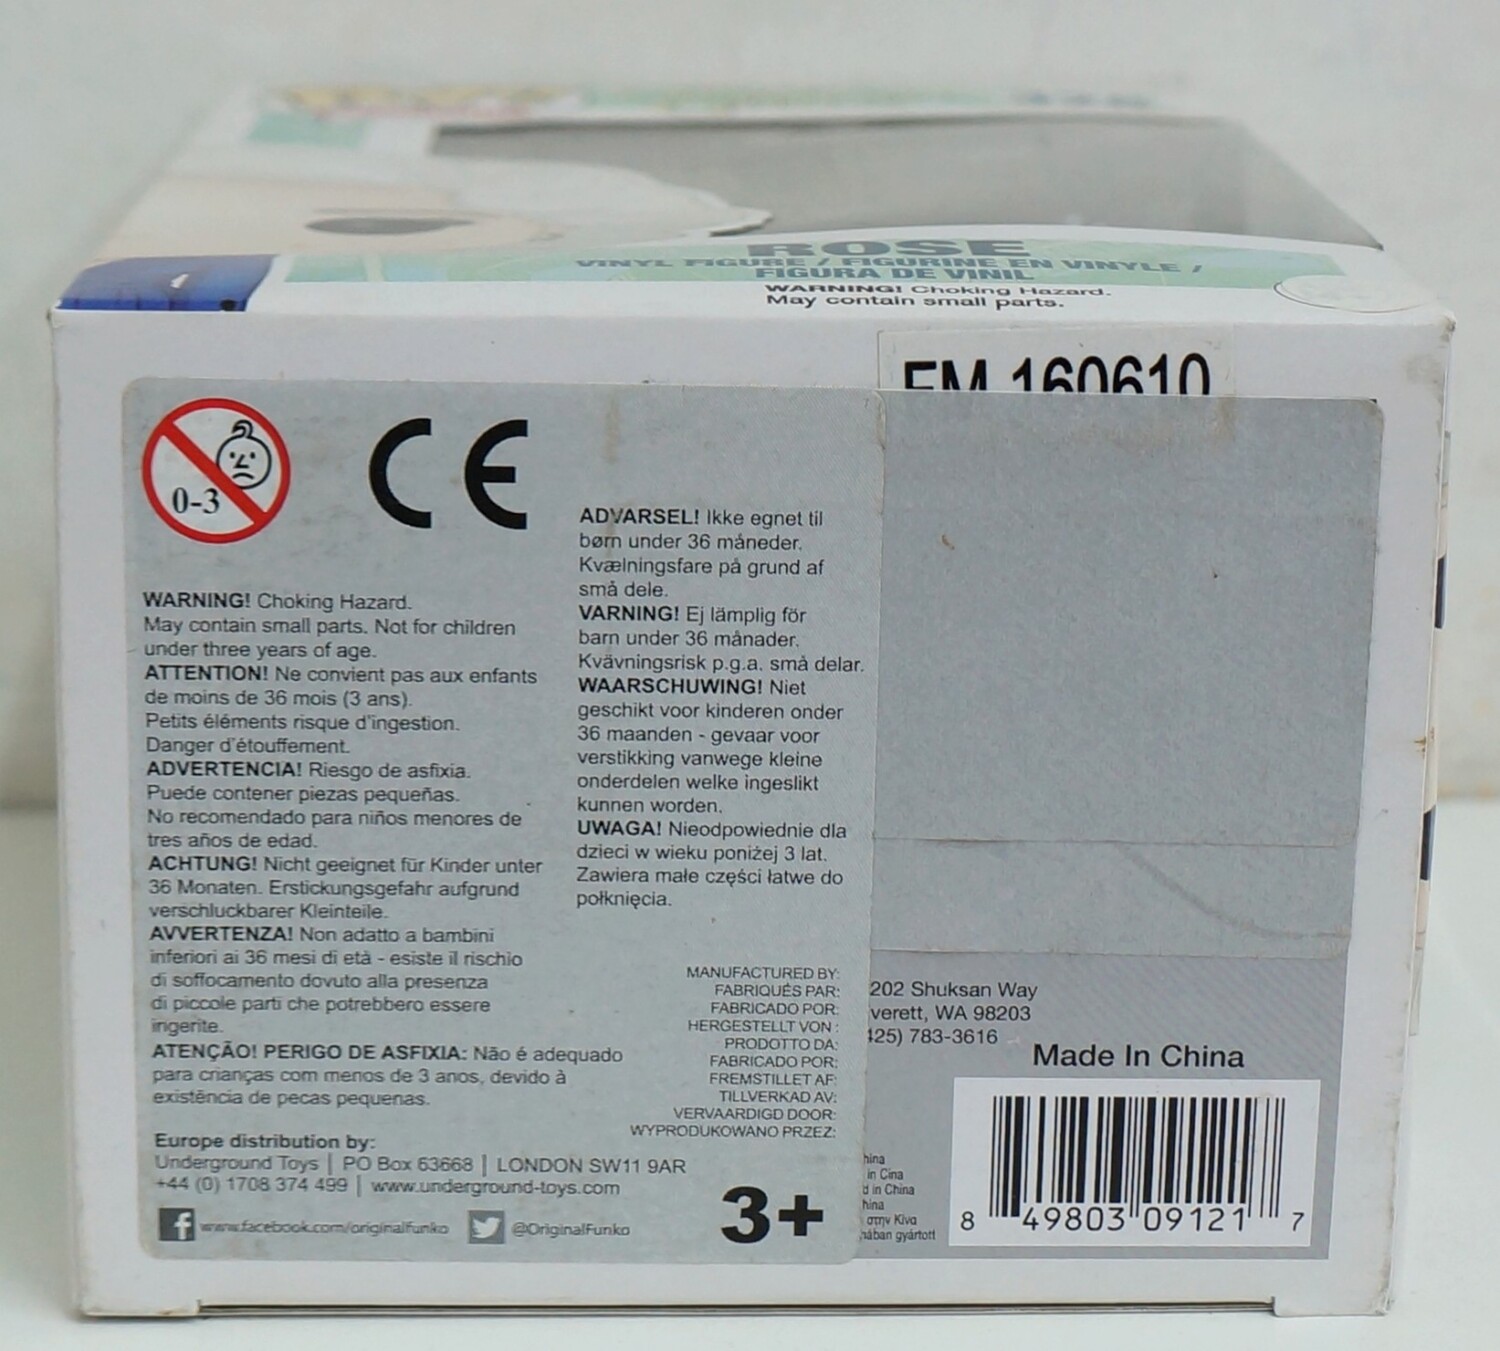 ROSE
VINYL FIGURE / FIGURINE EN VINYLE /
FIGURA DE VINIL
WARNING! Choking Hazard.
May contain small parts.
EM 160610
0-3
CE
WARNING! Choking Hazard.
May contain small parts. Not for children
under three years of age.
ATTENTION! Ne convient pas aux enfants
de moins de 36 mois (3 ans).
Petits éléments risque d'ingestion.
Danger d'étouffement.
ADVERTENCIA! Riesgo de asfixia.
Puede contener piezas pequeñas.
No recomendado para niños menores de
tres años de edad.
ACHTUNG! Nicht geeignet für Kinder unter
36 Monaten. Erstickungsgefahr aufgrund
verschluckbarer Kleinteile.
AVVERTENZA! Non adatto a bambini
inferiori ai 36 mesi di età - esiste il rischio
di soffocamento dovuto alla presenza
di piccole parti che potrebbero essere
ingerite.
ATENÇÃO! PERIGO DE ASFIXIA: Não é adequado
para crianças com menos de 3 anos, devido à
existência de pecas pequenas.
Europe distribution by:
Underground Toys | PO Box 63668 | LONDON SW11 9AR
+44 (0) 1708 374 499 | www.underground-toys.com
www.facebook.com/originalfunko @OriginalFunko
ADVARSEL! Ikke egnet til
børn under 36 måneder.
Kvælningsfare på grund af
små dele.
VARNING! Ej lämplig för
barn under 36 månader.
Kvävningsrisk p.g.a. små delar.
WAARSCHUWING! Niet
geschikt voor kinderen onder
36 maanden - gevaar voor
verstikking vanwege kleine
onderdelen welke ingeslikt
kunnen worden.
UWAGA! Nieodpowiednie dla
dzieci w wieku poniżej 3 lat.
Zawiera małe części łatwe do
połknięcia.
MANUFACTURED BY:
FABRIQUÉS PAR:
FABRICADO POR:
HERGESTELLT VON :
PRODOTTO DA:
FABRICADO POR:
FREMSTILLET AF:
TILLVERKAD AV:
VERVAARDIGD DOOR:
WYPRODUKOWANO PRZEZ:
3+
202 Shuksan Way
verett, WA 98203
425) 783-3616
Made In China
hina
in Cina
d in China
hina
στην Κίνα
nában gyártott
8 49803 09121 7